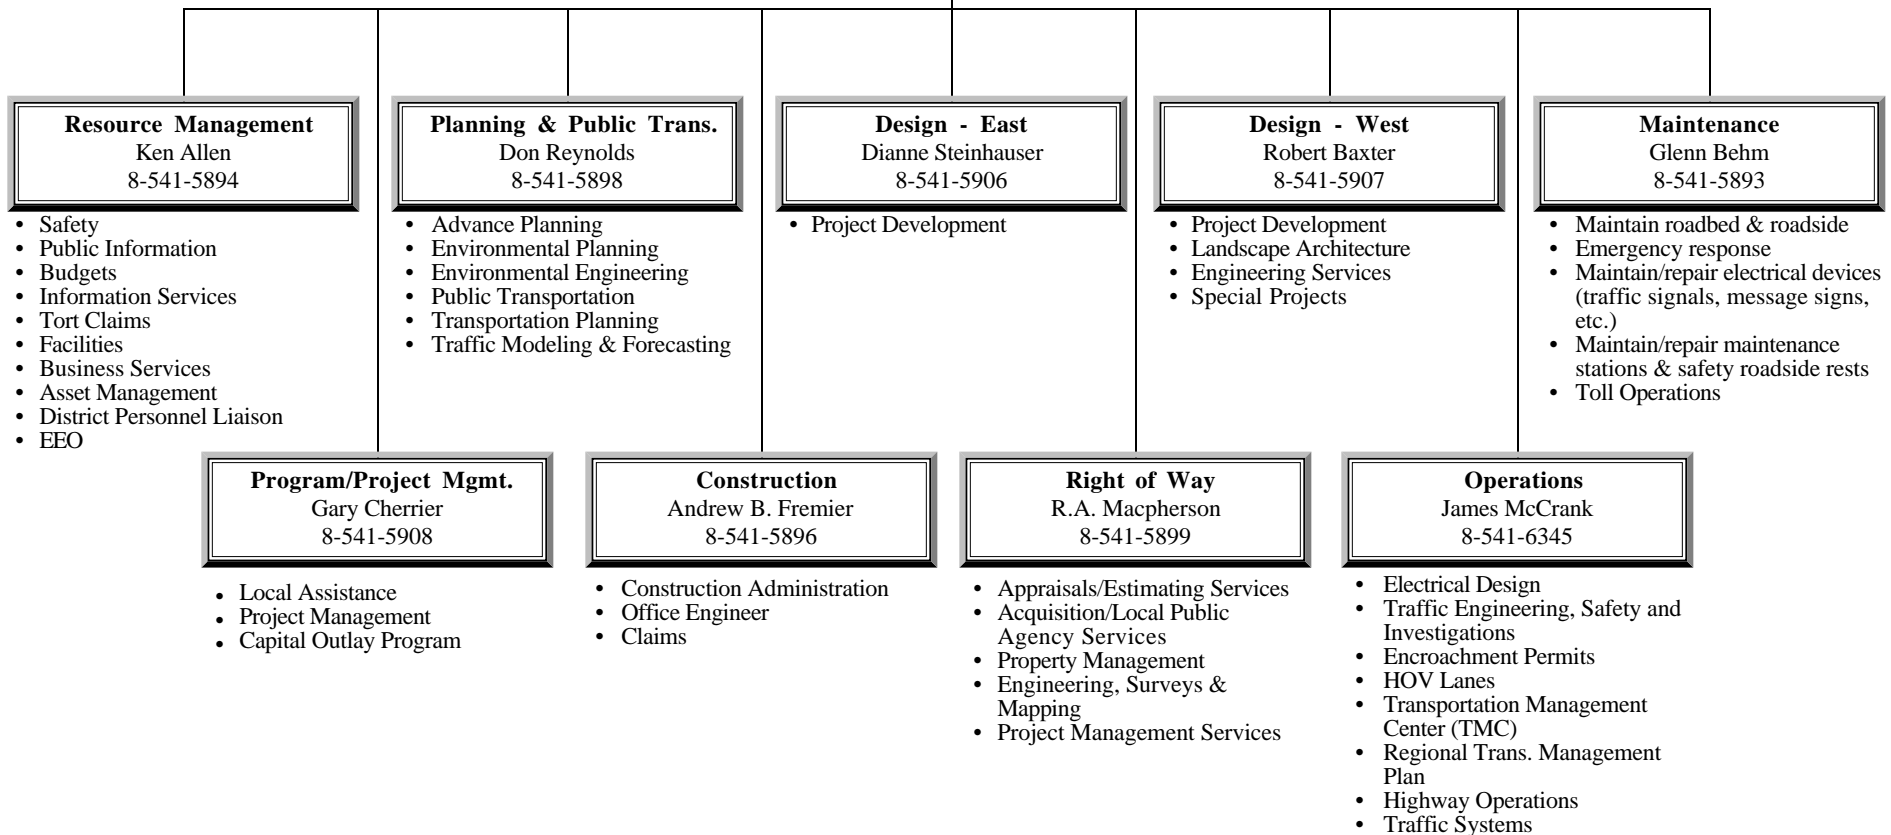 Resource Management
Ken Allen
8-541-5894
• Safety
• Public Information
• Budgets
• Information Services
• Tort Claims
• Facilities
• Business Services
• Asset Management
• District Personnel Liaison
• EEO
Planning & Public Trans.
Don Reynolds
8-541-5898
• Advance Planning
• Environmental Planning
• Environmental Engineering
• Public Transportation
• Transportation Planning
• Traffic Modeling & Forecasting
Design - East
Dianne Steinhauser
8-541-5906
• Project Development
Design - West
Robert Baxter
8-541-5907
• Project Development
• Landscape Architecture
• Engineering Services
• Special Projects
Maintenance
Glenn Behm
8-541-5893
• Maintain roadbed & roadside
• Emergency response
• Maintain/repair electrical devices
(traffic signals, message signs,
etc.)
• Maintain/repair maintenance
stations & safety roadside rests
• Toll Operations
Program/Project Mgmt.
Gary Cherrier
8-541-5908
• Local Assistance
• Project Management
• Capital Outlay Program
Construction
Andrew B. Fremier
8-541-5896
• Construction Administration
• Office Engineer
• Claims
Right of Way
R.A. Macpherson
8-541-5899
• Appraisals/Estimating Services
• Acquisition/Local Public
Agency Services
• Property Management
• Engineering, Surveys &
Mapping
• Project Management Services
Operations
James McCrank
8-541-6345
• Electrical Design
• Traffic Engineering, Safety and
Investigations
• Encroachment Permits
• HOV Lanes
• Transportation Management
Center (TMC)
• Regional Trans. Management
Plan
• Highway Operations
• Traffic Systems